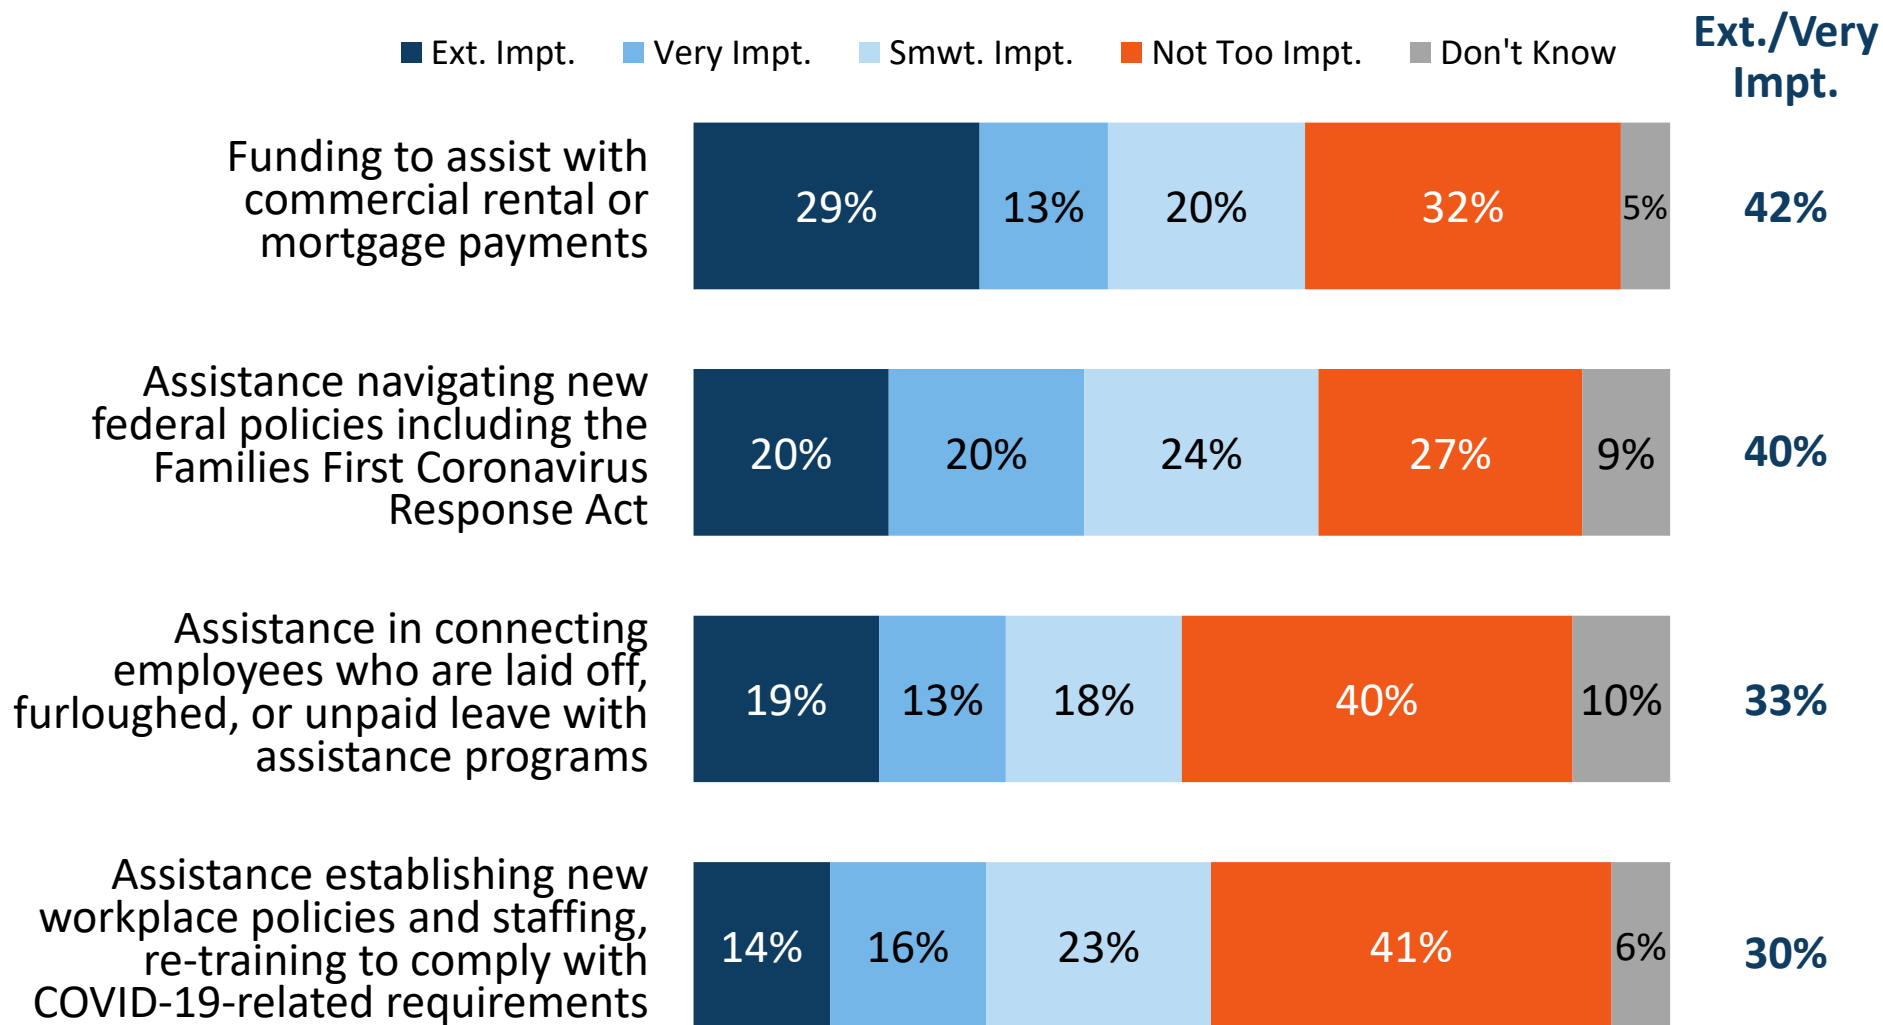 Ext. Impt. Very Impt. Smwt. Impt. Not Too Impt. Don't Know
Ext./Very
Impt.
Funding to assist with
commercial rental or
mortgage payments
29% 13% 20% 32% 5% 42%
Assistance navigating new
federal policies including the
Families First Coronavirus
Response Act
20% 20% 24% 27% 9% 40%
Assistance in connecting
employees who are laid off,
furloughed, or unpaid leave with
assistance programs
19% 13% 18% 40% 10% 33%
Assistance establishing new
workplace policies and staffing,
re-training to comply with
COVID-19-related requirements
14% 16% 23% 41% 6% 30%